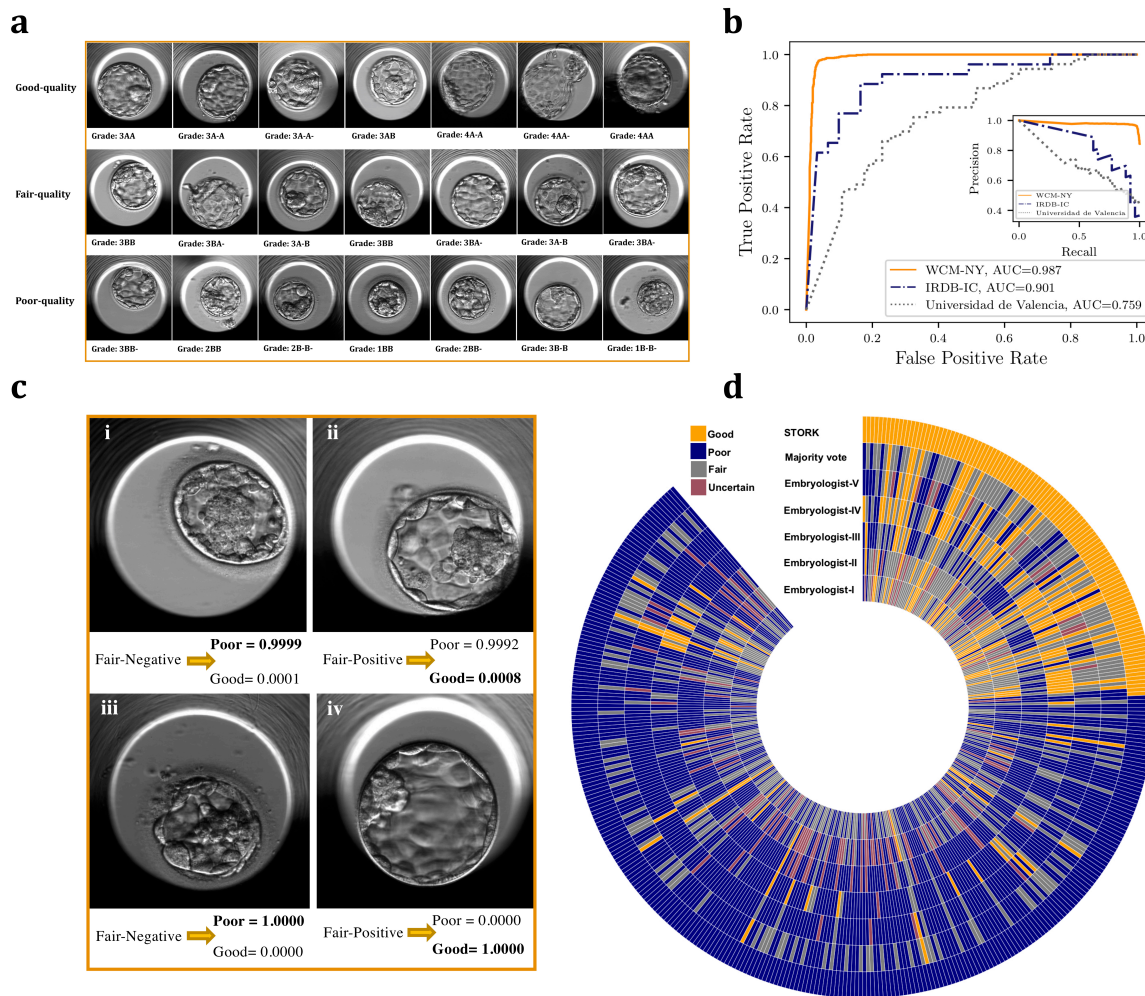 a
Good-quality
Grade: 3AA
Grade: 3A-A
Grade: 3A-A-
Grade: 3AB
Grade: 4A-A
Grade: 4AA-
Grade: 4AA
Fair-quality
Grade: 3BB
Grade: 3BA-
Grade: 3A-B
Grade: 3BB
Grade: 3BA-
Grade: 3A-B
Grade: 3BA-
Poor-quality
Grade: 3BB-
Grade: 2BB
Grade: 2B-B-
Grade: 1BB
Grade: 2BB-
Grade: 3B-B
Grade: 1B-B-
b
True Positive Rate
1.0
0.8
0.6
0.4
0.2
0.0
0.0
0.2
0.4
0.6
0.8
1.0
False Positive Rate
Precision
1.0
0.8
0.6
0.4
WCM-NY
IRDB-IC
Universidad de Valencia
0.0
0.5
1.0
Recall
WCM-NY, AUC=0.987
IRDB-IC, AUC=0.901
Universidad de Valencia, AUC=0.759
c
i
Fair-Negative
Poor = 0.9999
Good= 0.0001
ii
Fair-Positive
Poor = 0.9992
Good= 0.0008
iii
Fair-Negative
Poor = 1.0000
Good= 0.0000
iv
Fair-Positive
Poor = 0.0000
Good= 1.0000
d
Good
Poor
Fair
Uncertain
STORK
Majority vote
Embryologist-V
Embryologist-IV
Embryologist-III
Embryologist-II
Embryologist-I